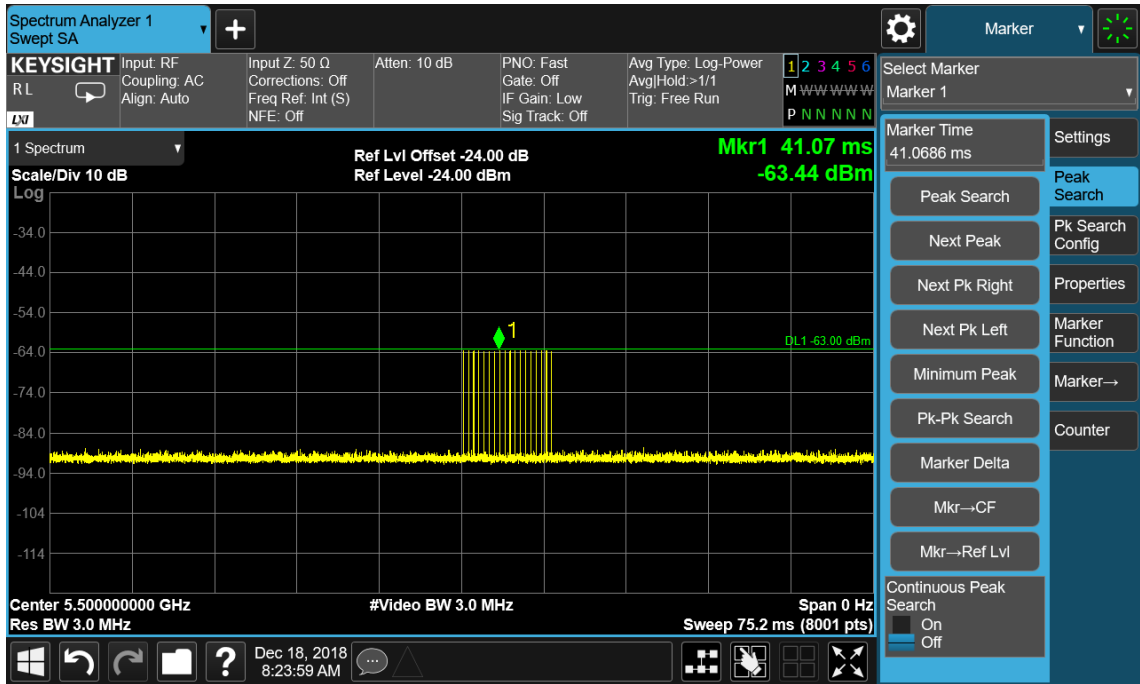 Spectrum Analyzer 1
Swept SA
+
Marker
KEYSIGHT
R L
LXI
Input: RF
Coupling: AC
Align: Auto
Input Z: 50 Ω
Corrections: Off
Freq Ref: Int (S)
NFE: Off
Atten: 10 dB
PNO: Fast
Gate: Off
IF Gain: Low
Sig Track: Off
Avg Type: Log-Power
Avg|Hold:>1/1
Trig: Free Run
1 2 3 4 5 6
M W W W W W
P N N N N N
Select Marker
Marker 1
1 Spectrum
Scale/Div 10 dB
Log
Ref Lvl Offset -24.00 dB
Ref Level -24.00 dBm
Mkr1 41.07 ms
-63.44 dBm
-34.0
-44.0
-54.0
-64.0
-74.0
-84.0
-94.0
-104
-114
1
DL1 -63.00 dBm
Center 5.500000000 GHz
Res BW 3.0 MHz
#Video BW 3.0 MHz
Span 0 Hz
Sweep 75.2 ms (8001 pts)
Marker Time
41.0686 ms
Peak Search
Next Peak
Next Pk Right
Next Pk Left
Minimum Peak
Pk-Pk Search
Marker Delta
Mkr→CF
Mkr→Ref Lvl
Continuous Peak
Search
On
Off
Settings
Peak
Search
Pk Search
Config
Properties
Marker
Function
Marker→
Counter
?
Dec 18, 2018
8:23:59 AM